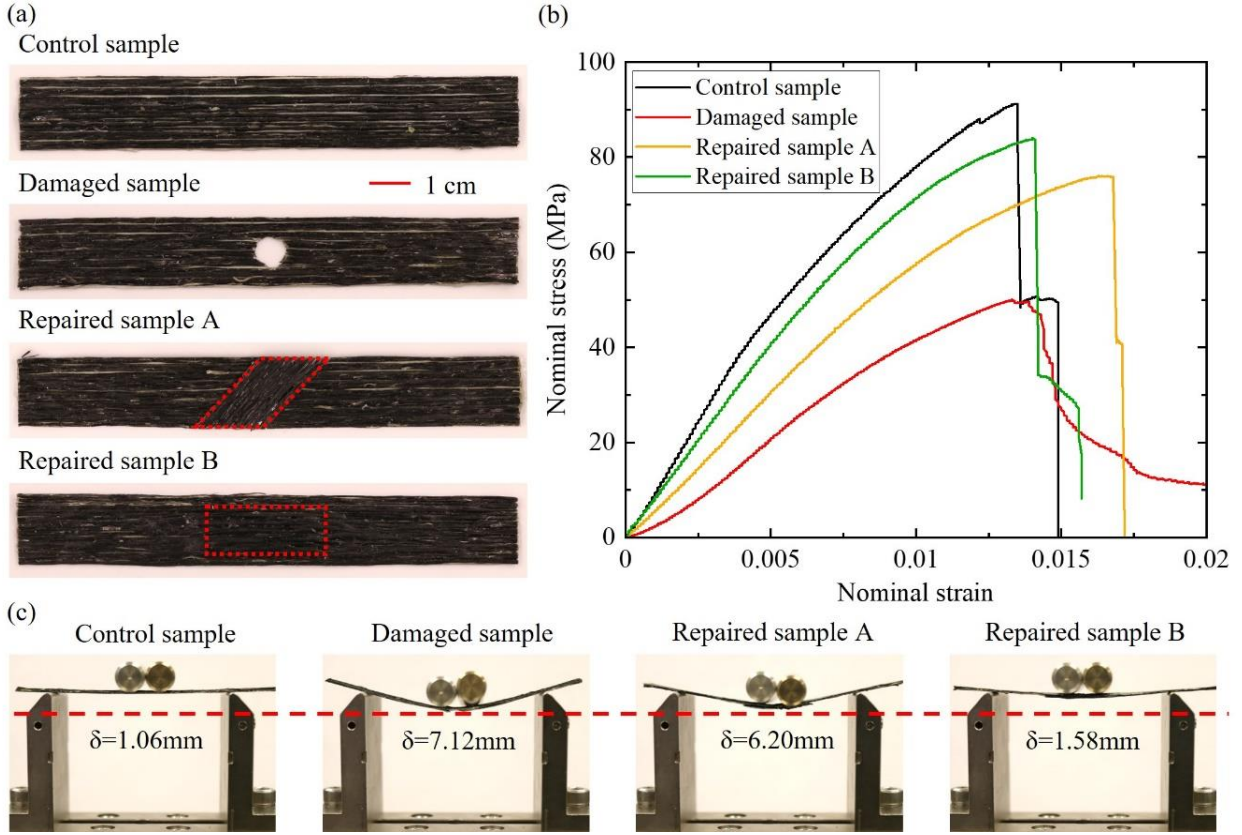 (a)
Control sample
Damaged sample
1 cm
Repaired sample A
Repaired sample B
(b)
100
80
60
40
20
0
Nominal stress (MPa)
Control sample
Damaged sample
Repaired sample A
Repaired sample B
0
0.005
0.010
0.015
0.02
Nominal strain
(c)
Control sample
Damaged sample
Repaired sample A
Repaired sample B
δ=1.06mm
δ=7.12mm
δ=6.20mm
δ=1.58mm